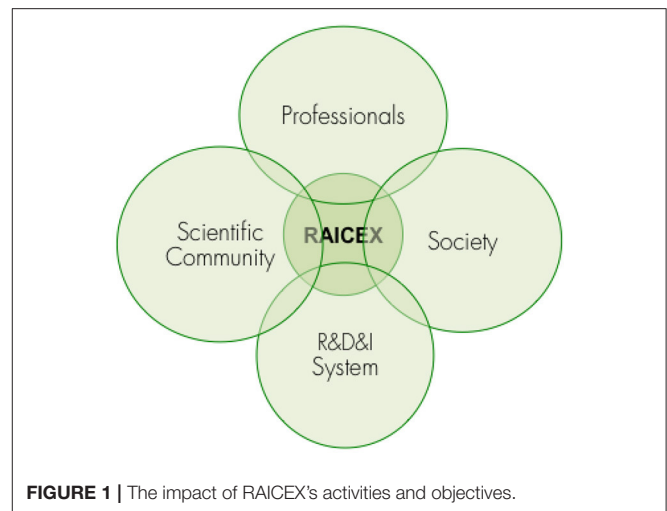 Professionals
Scientific
Community
RAICEX
Society
R&D&I
System
FIGURE 1 | The impact of RAICEX's activities and objectives.